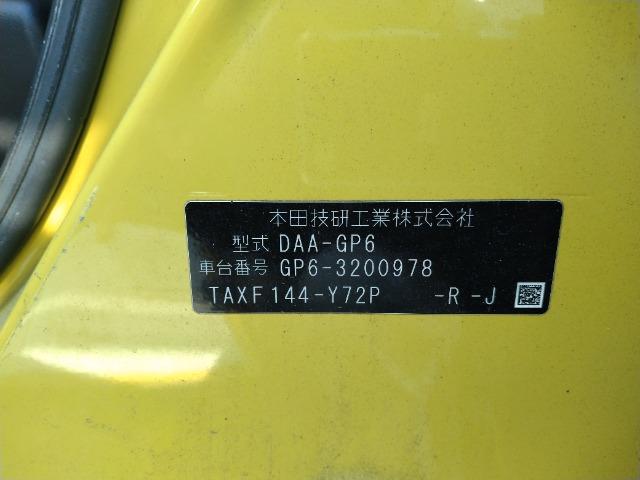 本田技研工業株式会社
型式 DAA-GP6
車台番号 GP6-3200978
TAXF144-Y72P -R -J